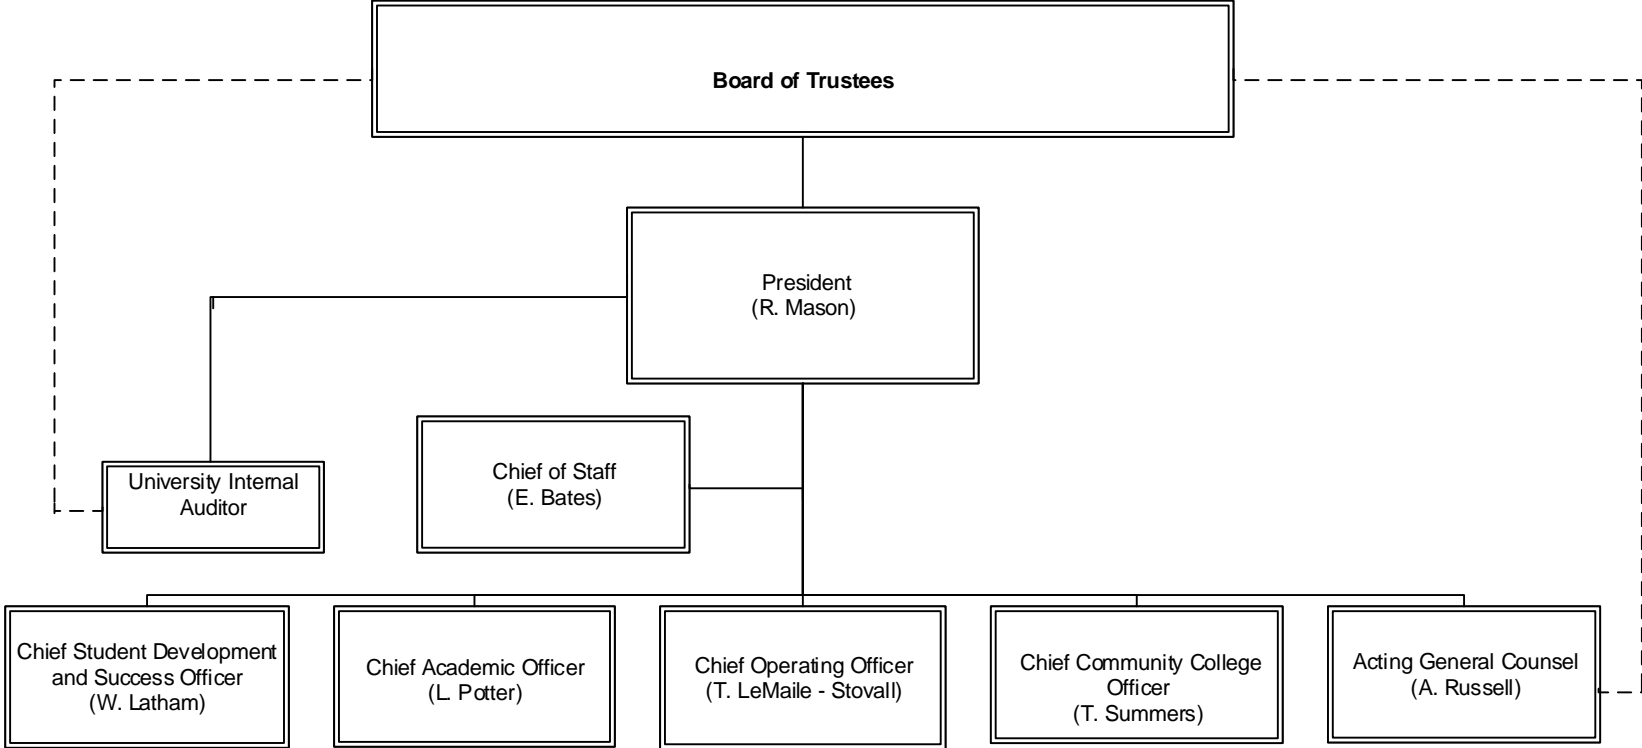 Board of Trustees
President
(R. Mason)
Chief of Staff
(E. Bates)
University Internal
Auditor
Chief Student Development
and Success Officer
(W. Latham)
Chief Academic Officer
(L. Potter)
Chief Operating Officer
(T. LeMaile - Stovall)
Chief Community College
Officer
(T. Summers)
Acting General Counsel
(A. Russell)